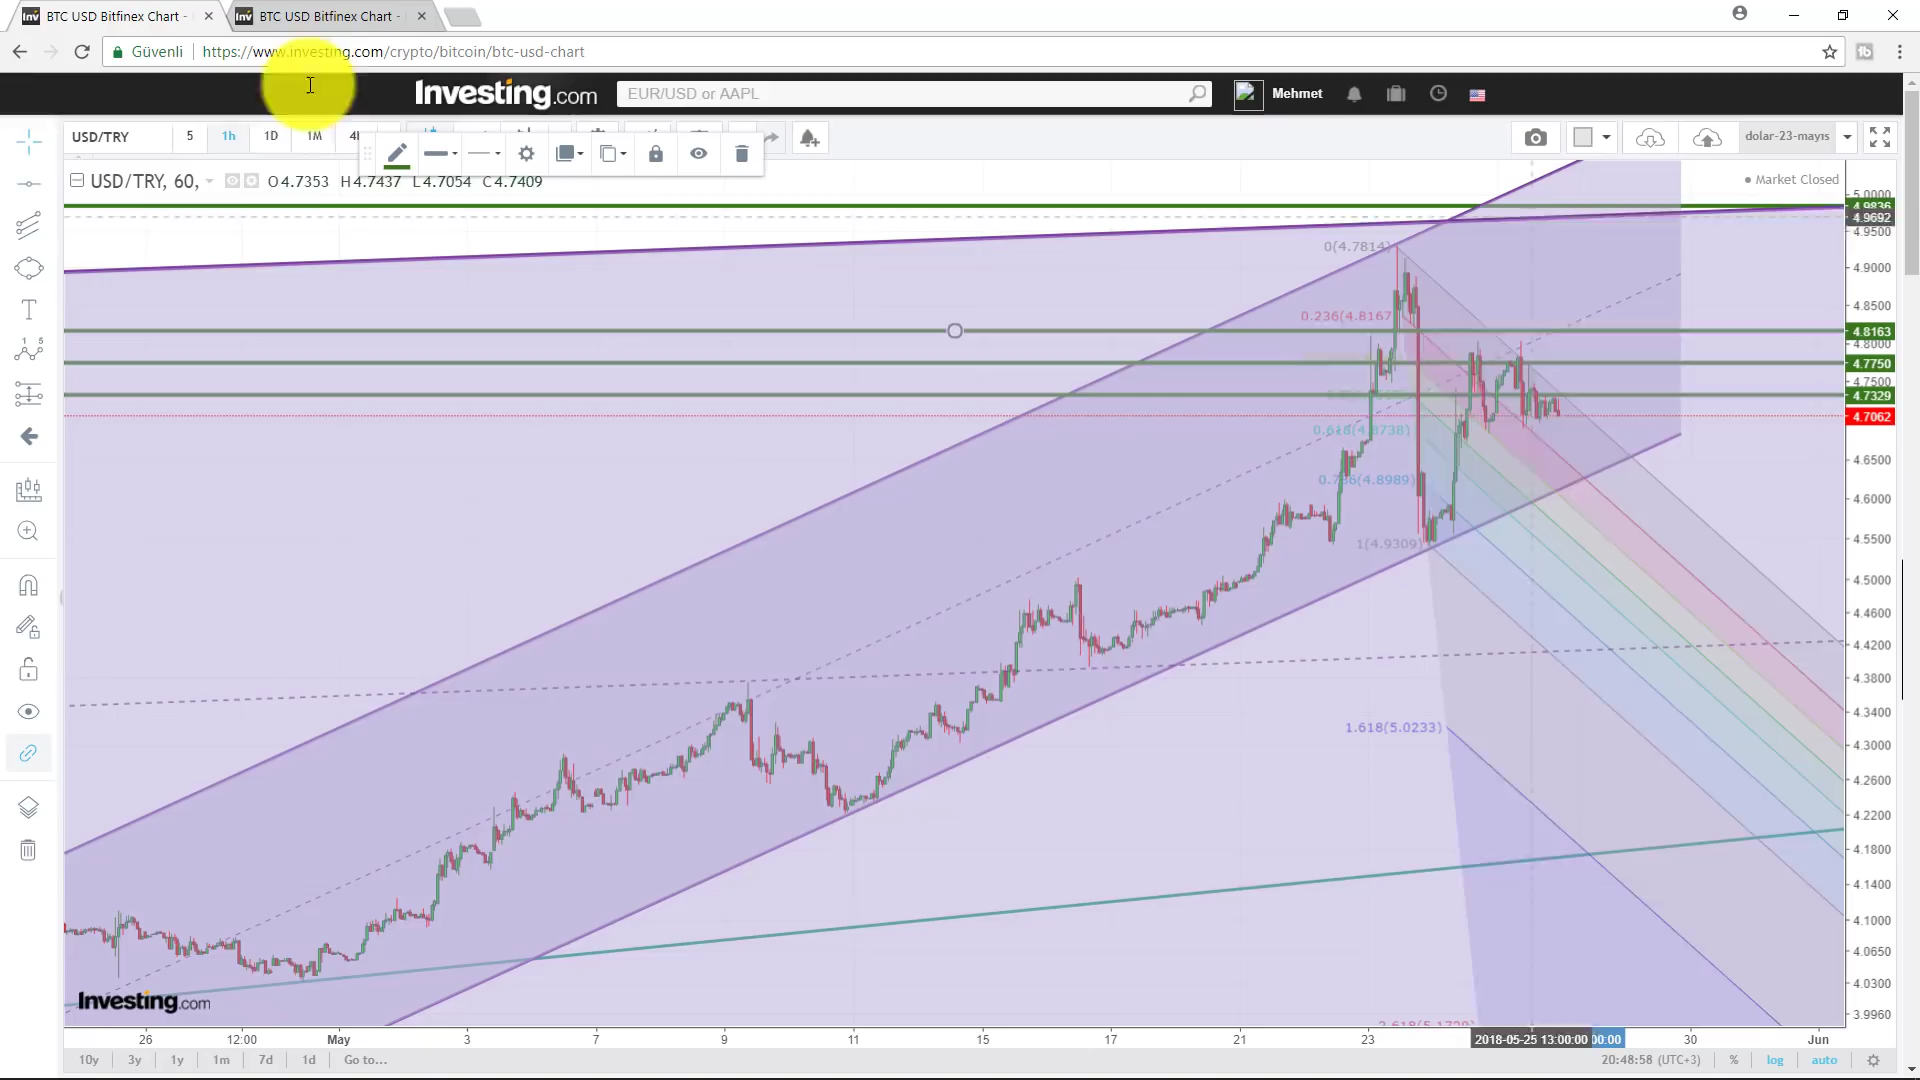 BTC USD Bitfinex Chart -
BTC USD Bitfinex Chart -
Güvenli
https://www.investing.com/crypto/bitcoin/btc-usd-chart
Investing.com
EUR/USD or AAPL
Mehmet
USD/TRY
5
1h
1D
1M
dolar-23-mayıs
USD/TRY, 60,
O4.7353 H4.7437 L4.7054 C4.7409
Market Closed
5.0000
4.9836
4.9692
4.9500
4.9000
4.8500
4.8163
4.8000
4.7750
4.7500
4.7329
4.7062
4.6500
4.6000
4.5500
4.5000
4.4600
4.4200
4.3800
4.3400
4.3000
4.2600
4.2200
4.1800
4.1400
4.1000
4.0650
4.0300
3.9960
0(4.7814)
0.236(4.8167
0.618(4.8738)
1(4.9309)
1.618(5.0233)
Investing.com
26
12:00
May
3
7
9
11
15
17
21
23
2018-05-25 13:00:00
00:00
30
Jun
10y
3y
1y
1m
7d
1d
Go to...
20:48:58 (UTC+3)
%
log
auto